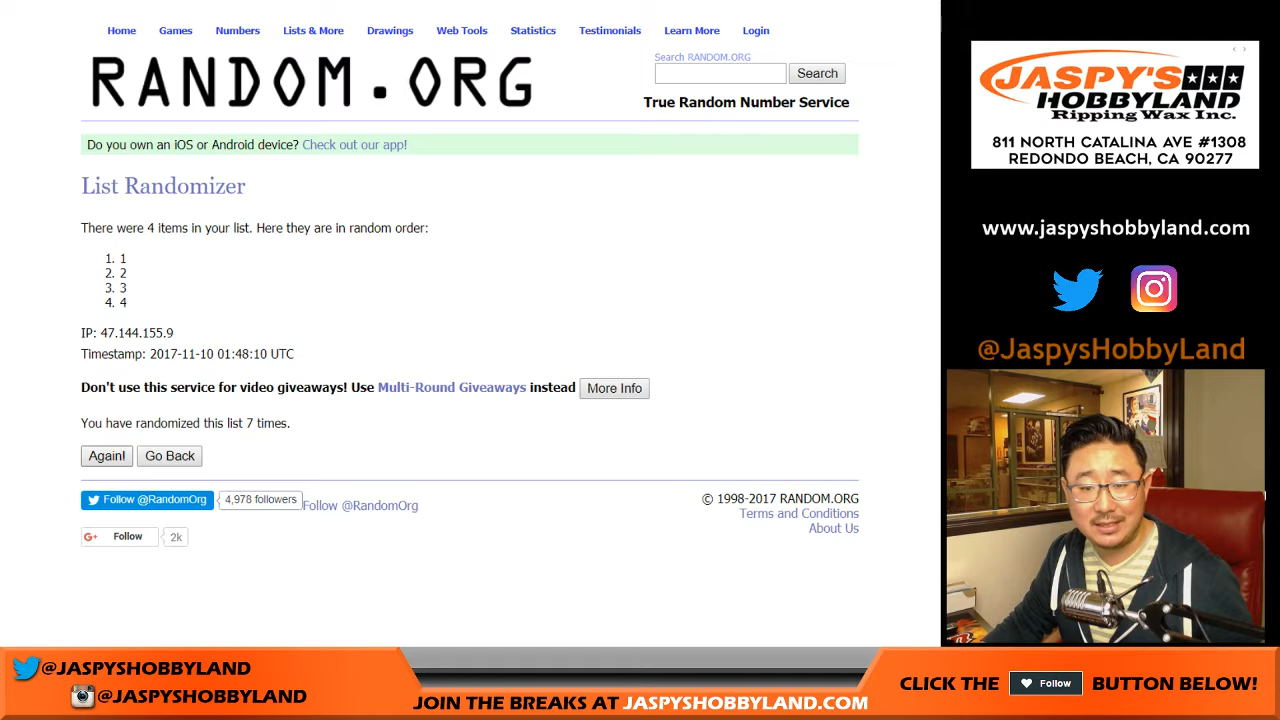 Home Games Numbers Lists & More Drawings Web Tools Statistics Testimonials Learn More Login
RANDOM.ORG
Search RANDOM.ORG
Search
True Random Number Service
Do you own an iOS or Android device? Check out our app!
List Randomizer
There were 4 items in your list. Here they are in random order:
1. 1
2. 2
3. 3
4. 4
IP: 47.144.155.9
Timestamp: 2017-11-10 01:48:10 UTC
Don't use this service for video giveaways! Use Multi-Round Giveaways instead More Info
You have randomized this list 7 times.
Again! Go Back
Follow @RandomOrg 4,978 followers Follow @RandomOrg
G+ Follow 2k
© 1998-2017 RANDOM.ORG
Terms and Conditions
About Us
JASPY'S
HOBBYLAND
Ripping Wax Inc.
811 NORTH CATALINA AVE #1308
REDONDO BEACH, CA 90277
www.jaspyshobbyland.com
@JaspysHobbyLand
@JASPYSHOBBYLAND
@JASPYSHOBBYLAND
JOIN THE BREAKS AT JASPYSHOBBYLAND.COM
CLICK THE Follow BUTTON BELOW!